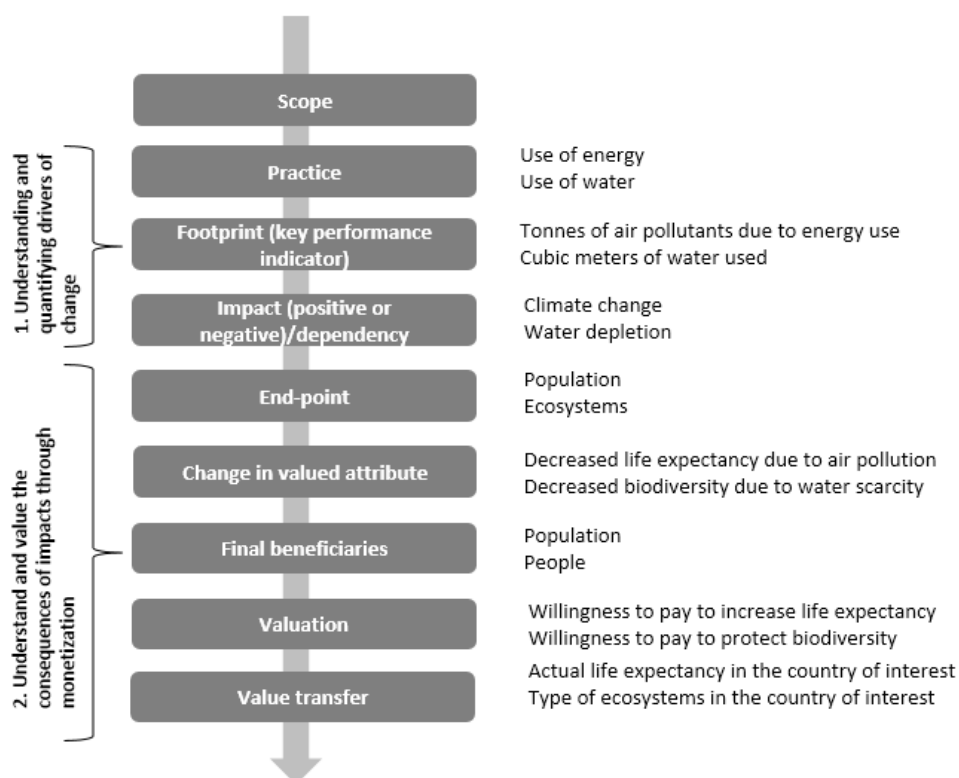 Scope
1. Understanding and
quantifying drivers of
change
Practice
Use of energy
Use of water
Footprint (key performance
indicator)
Tonnes of air pollutants due to energy use
Cubic meters of water used
Impact (positive or
negative)/dependency
Climate change
Water depletion
2. Understand and value the
consequences of impacts through
monetization
End-point
Population
Ecosystems
Change in valued attribute
Decreased life expectancy due to air pollution
Decreased biodiversity due to water scarcity
Final beneficiaries
Population
People
Valuation
Willingness to pay to increase life expectancy
Willingness to pay to protect biodiversity
Value transfer
Actual life expectancy in the country of interest
Type of ecosystems in the country of interest